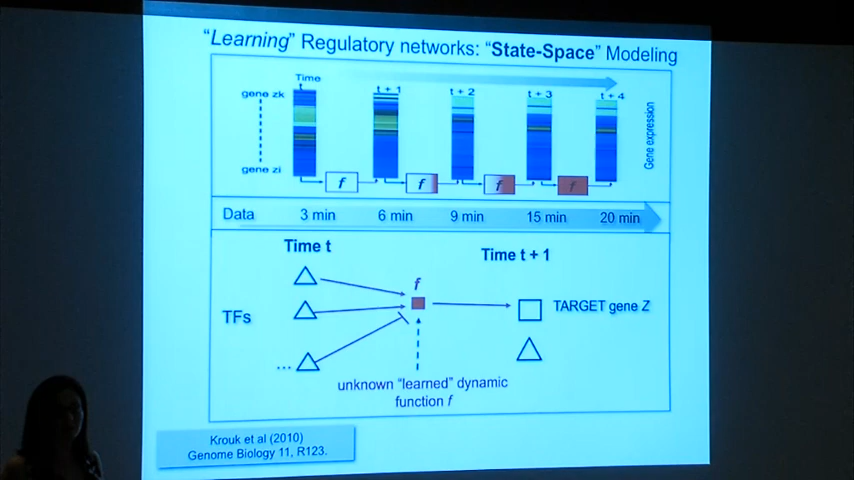 "Learning" Regulatory networks: "State-Space" Modeling
Time
t
t + 1
t + 2
t + 3
t + 4
gene zk
gene zi
Gene expression
f
f
f
f
Data
3 min
6 min
9 min
15 min
20 min
Time t
Time t + 1
f
TFs
TARGET gene Z
...
unknown "learned" dynamic
function f
Krouk et al (2010)
Genome Biology 11, R123.